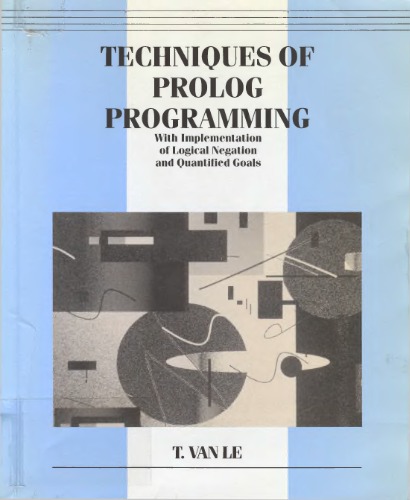 TECHNIQUES OF
PROLOG
PROGRAMMING
With Implementation
of Logical Negation
and Quantified Goals
T. VAN LE